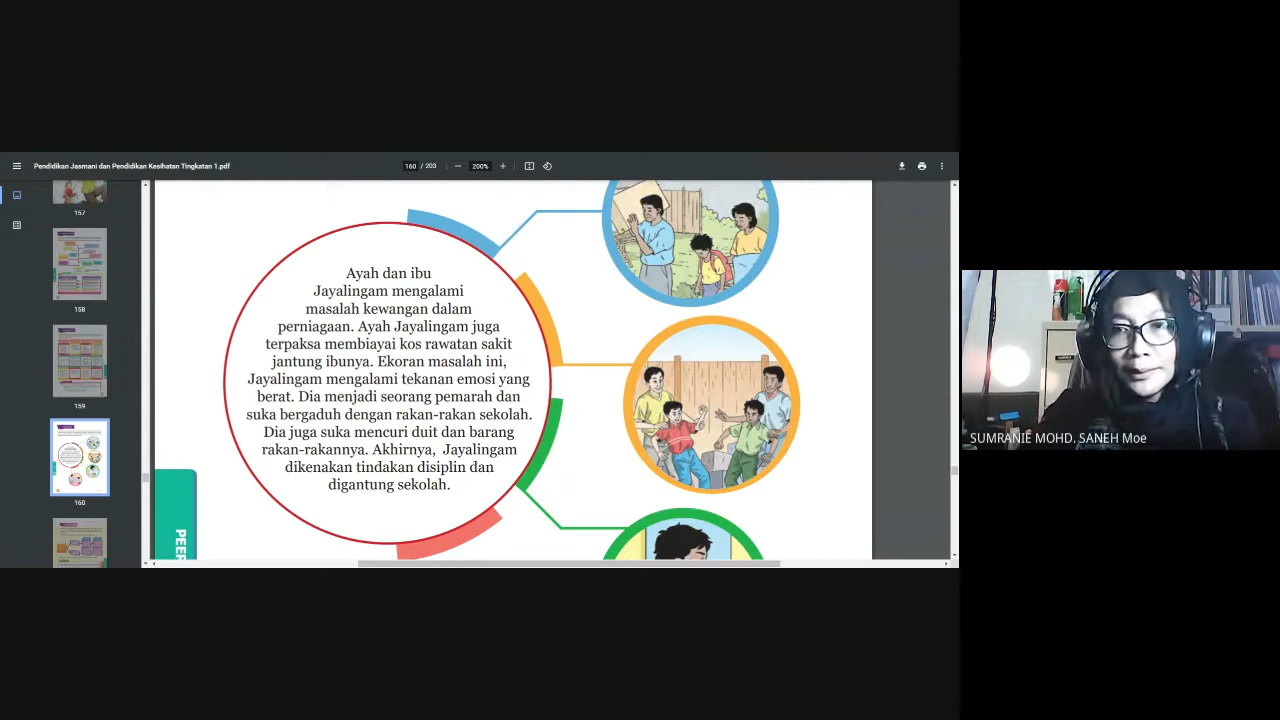 Pendidikan Jasmani dan Pendidikan Kesihatan Tingkatan 1.pdf
160 / 203
200%
157
158
159
160
Ayah dan ibu
Jayalingam mengalami
masalah kewangan dalam
perniagaan. Ayah Jayalingam juga
terpaksa membiayai kos rawatan sakit
jantung ibunya. Ekoran masalah ini,
Jayalingam mengalami tekanan emosi yang
berat. Dia menjadi seorang pemarah dan
suka bergaduh dengan rakan-rakan sekolah.
Dia juga suka mencuri duit dan barang
rakan-rakannya. Akhirnya, Jayalingam
dikenakan tindakan disiplin dan
digantung sekolah.
SUMRANIE MOHD. SANEH Moe